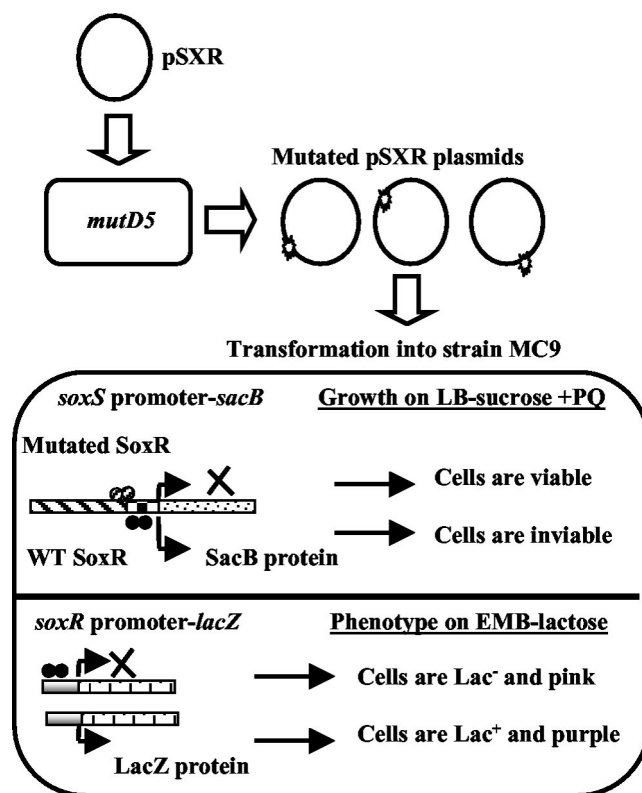 pSXR
Mutated pSXR plasmids
mutD5
Transformation into strain MC9
soxS promoter-sacB
Growth on LB-sucrose +PQ
Mutated SoxR
Cells are viable
WT SoxR
SacB protein
Cells are inviable
soxR promoter-lacZ
Phenotype on EMB-lactose
Cells are Lac⁻ and pink
Cells are Lac⁺ and purple
LacZ protein